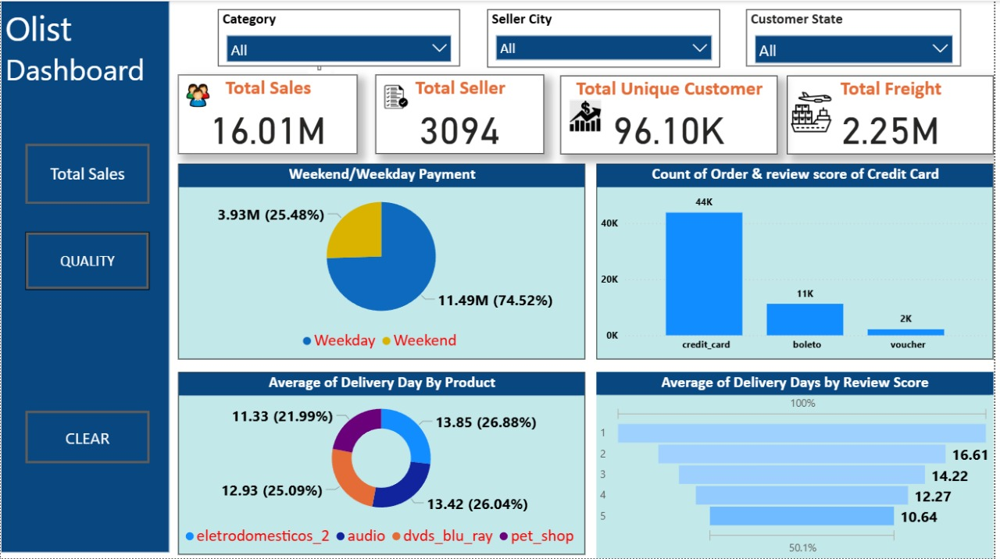 Olist
Dashboard
Category
All
Seller City
All
Customer State
All
Total Sales
16.01M
Total Seller
3094
Total Unique Customer
96.10K
Total Freight
2.25M
Total Sales
QUALITY
CLEAR
Weekend/Weekday Payment
3.93M (25.48%)
11.49M (74.52%)
Weekday Weekend
Count of Order & review score of Credit Card
40K
20K
0K
44K
11K
2K
credit_card boleto voucher
Average of Delivery Day By Product
11.33 (21.99%)
13.85 (26.88%)
12.93 (25.09%)
13.42 (26.04%)
eletrodomesticos_2 audio dvds_blu_ray pet_shop
Average of Delivery Days by Review Score
100%
1
2 16.61
3 14.22
4 12.27
5 10.64
50.1%